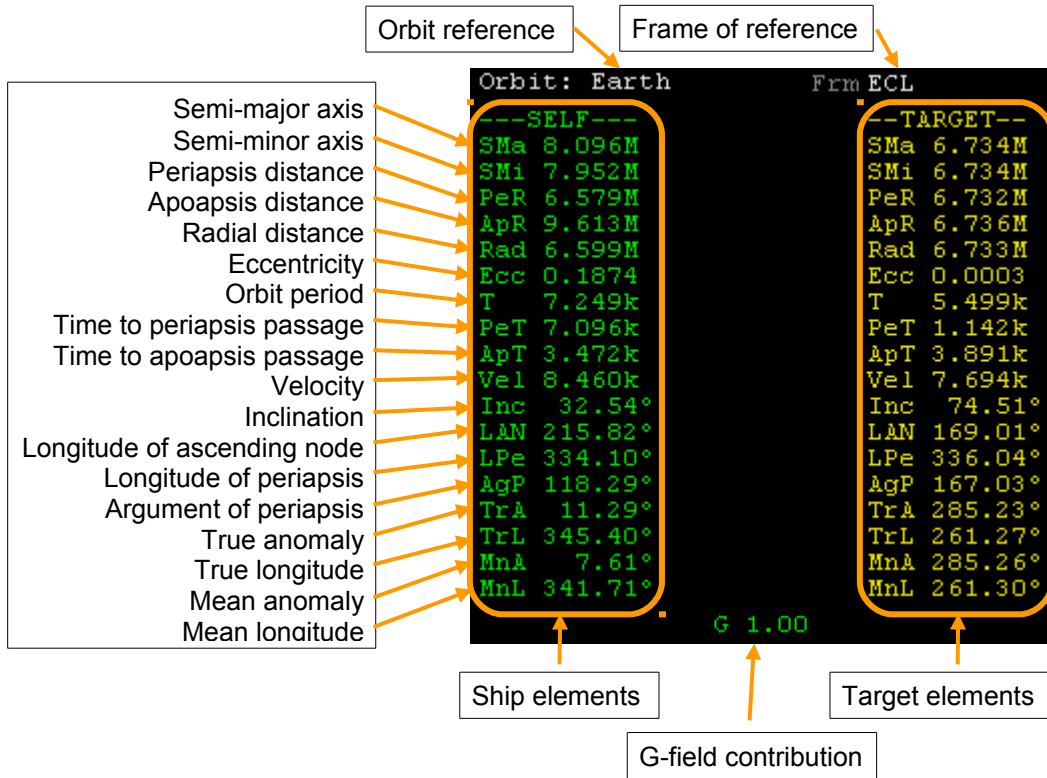 Orbit reference
Frame of reference
Orbit: Earth
Frm ECL
Semi-major axis
Semi-minor axis
Periapsis distance
Apoapsis distance
Radial distance
Eccentricity
Orbit period
Time to periapsis passage
Time to apoapsis passage
Velocity
Inclination
Longitude of ascending node
Longitude of periapsis
Argument of periapsis
True anomaly
True longitude
Mean anomaly
Mean longitude
---SELF---
SMa 8.096M
SMi 7.952M
PeR 6.579M
ApR 9.613M
Rad 6.599M
Ecc 0.1874
T 7.249k
PeT 7.096k
ApT 3.472k
Vel 8.460k
Inc 32.54°
LAN 215.82°
LPe 334.10°
AgP 118.29°
TrA 11.29°
TrL 345.40°
MnA 7.61°
MnL 341.71°
--TARGET--
SMa 6.734M
SMi 6.734M
PeR 6.732M
ApR 6.736M
Rad 6.733M
Ecc 0.0003
T 5.499k
PeT 1.142k
ApT 3.891k
Vel 7.694k
Inc 74.51°
LAN 169.01°
LPe 336.04°
AgP 167.03°
TrA 285.23°
TrL 261.27°
MnA 285.26°
MnL 261.30°
G 1.00
Ship elements
Target elements
G-field contribution